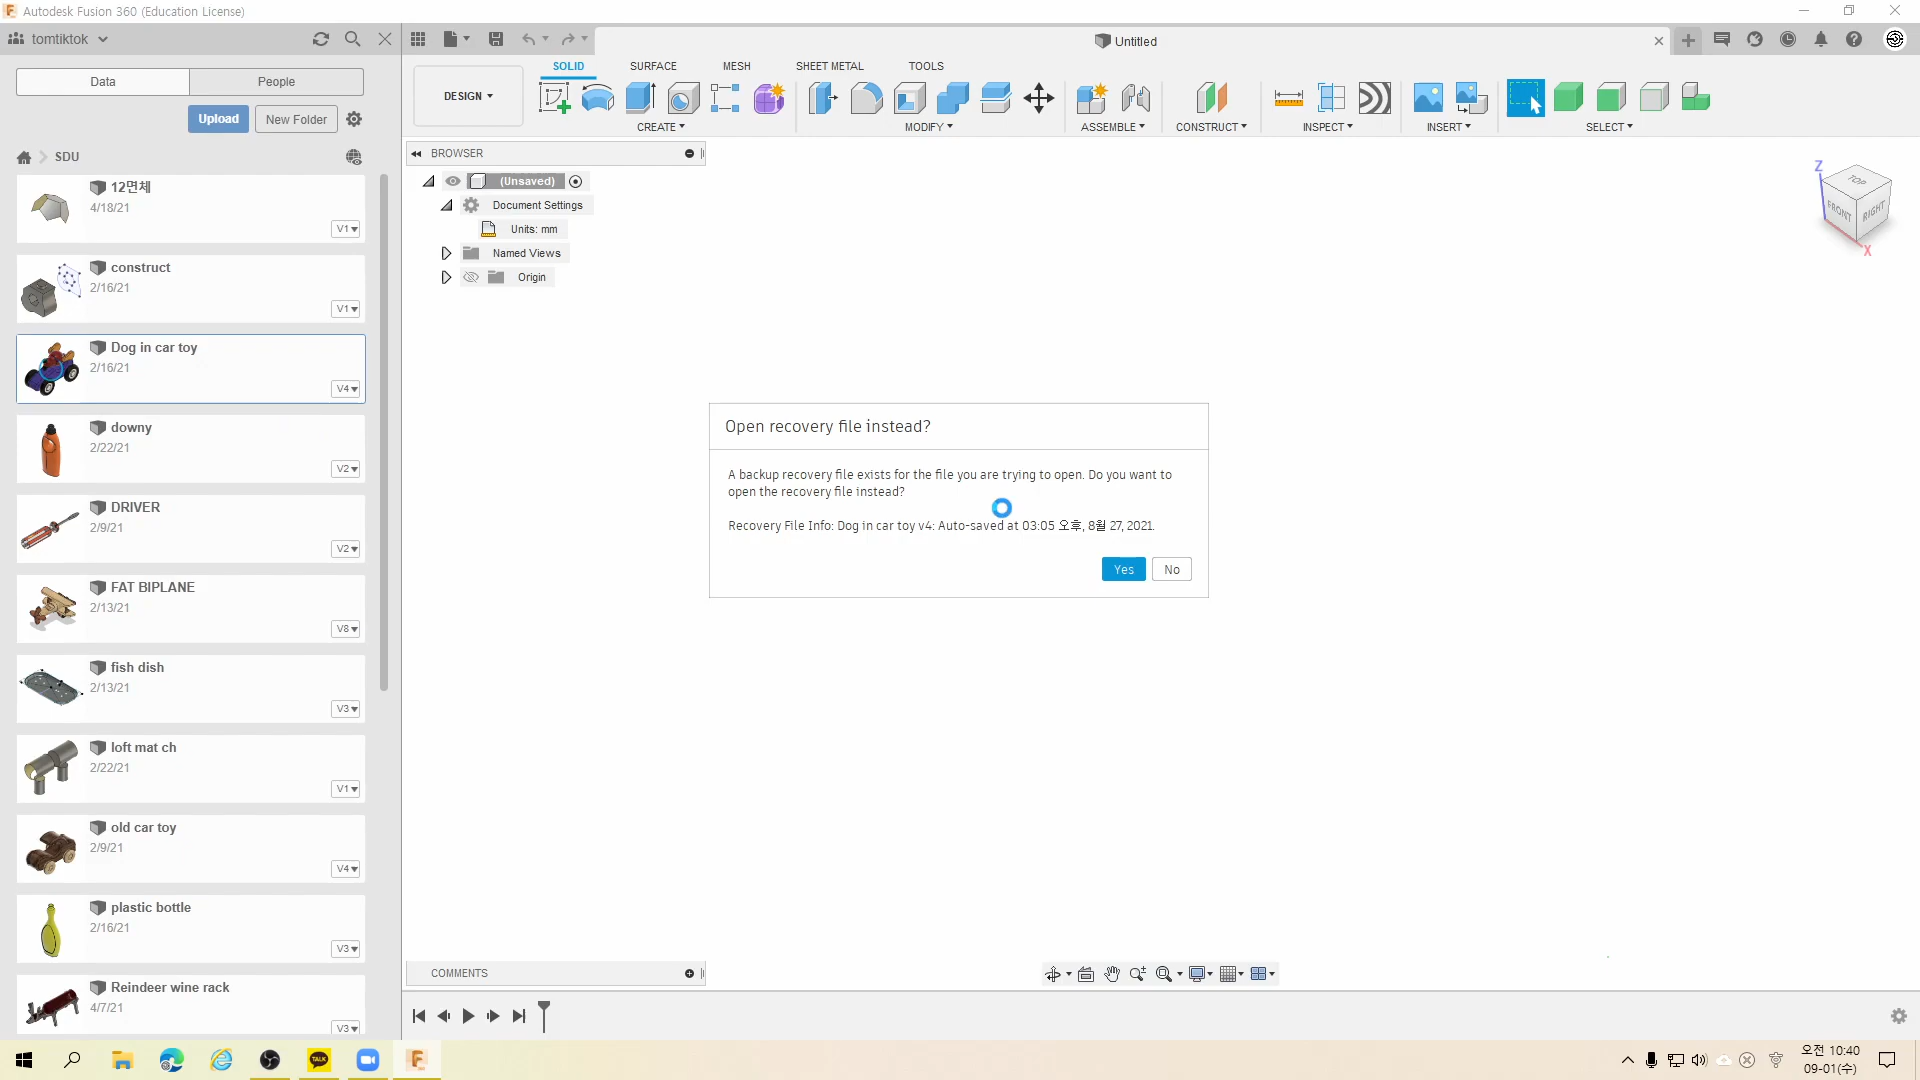 Autodesk Fusion 360 (Education License)
tomtiktok
Untitled
Data
People
Upload
New Folder
SDU
12면체
4/18/21
V1
construct
2/16/21
V1
Dog in car toy
2/16/21
V4
downy
2/22/21
V2
DRIVER
2/9/21
V2
FAT BIPLANE
2/13/21
V8
fish dish
2/13/21
V3
loft mat ch
2/22/21
V1
old car toy
2/9/21
V4
plastic bottle
2/16/21
V3
Reindeer wine rack
4/7/21
V3
SOLID SURFACE MESH SHEET METAL TOOLS
DESIGN
CREATE MODIFY ASSEMBLE CONSTRUCT INSPECT INSERT SELECT
BROWSER
(Unsaved)
Document Settings
Units: mm
Named Views
Origin
Z
TOP
FRONT
RIGHT
X
Open recovery file instead?
A backup recovery file exists for the file you are trying to open. Do you want to
open the recovery file instead?
Recovery File Info: Dog in car toy v4: Auto-saved at 03:05 오후, 8월 27, 2021.
Yes
No
COMMENTS
TALK
오전 10:40
09-01(수)